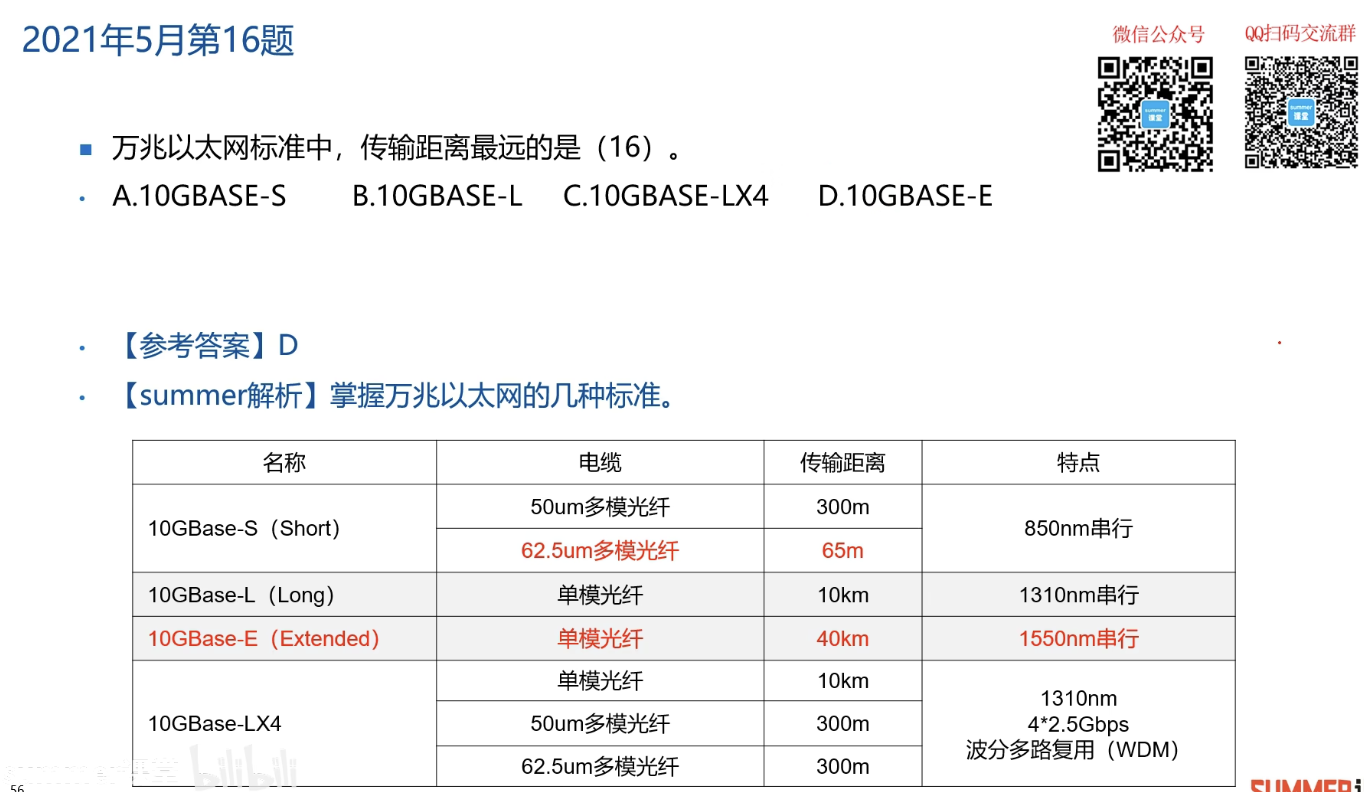 2021年5月第16题
微信公众号
QQ扫码交流群
summer
课堂
summer
课堂
■ 万兆以太网标准中，传输距离最远的是（16）。
• A.10GBASE-S B.10GBASE-L C.10GBASE-LX4 D.10GBASE-E
• 【参考答案】D
• 【summer解析】掌握万兆以太网的几种标准。
名称 电缆 传输距离 特点
10GBase-S（Short） 50um多模光纤 300m 850nm串行
62.5um多模光纤 65m
10GBase-L（Long） 单模光纤 10km 1310nm串行
10GBase-E（Extended） 单模光纤 40km 1550nm串行
10GBase-LX4 单模光纤 10km 1310nm
4*2.5Gbps
波分多路复用（WDM）
50um多模光纤 300m
62.5um多模光纤 300m
bilibili
56
SUMMERi